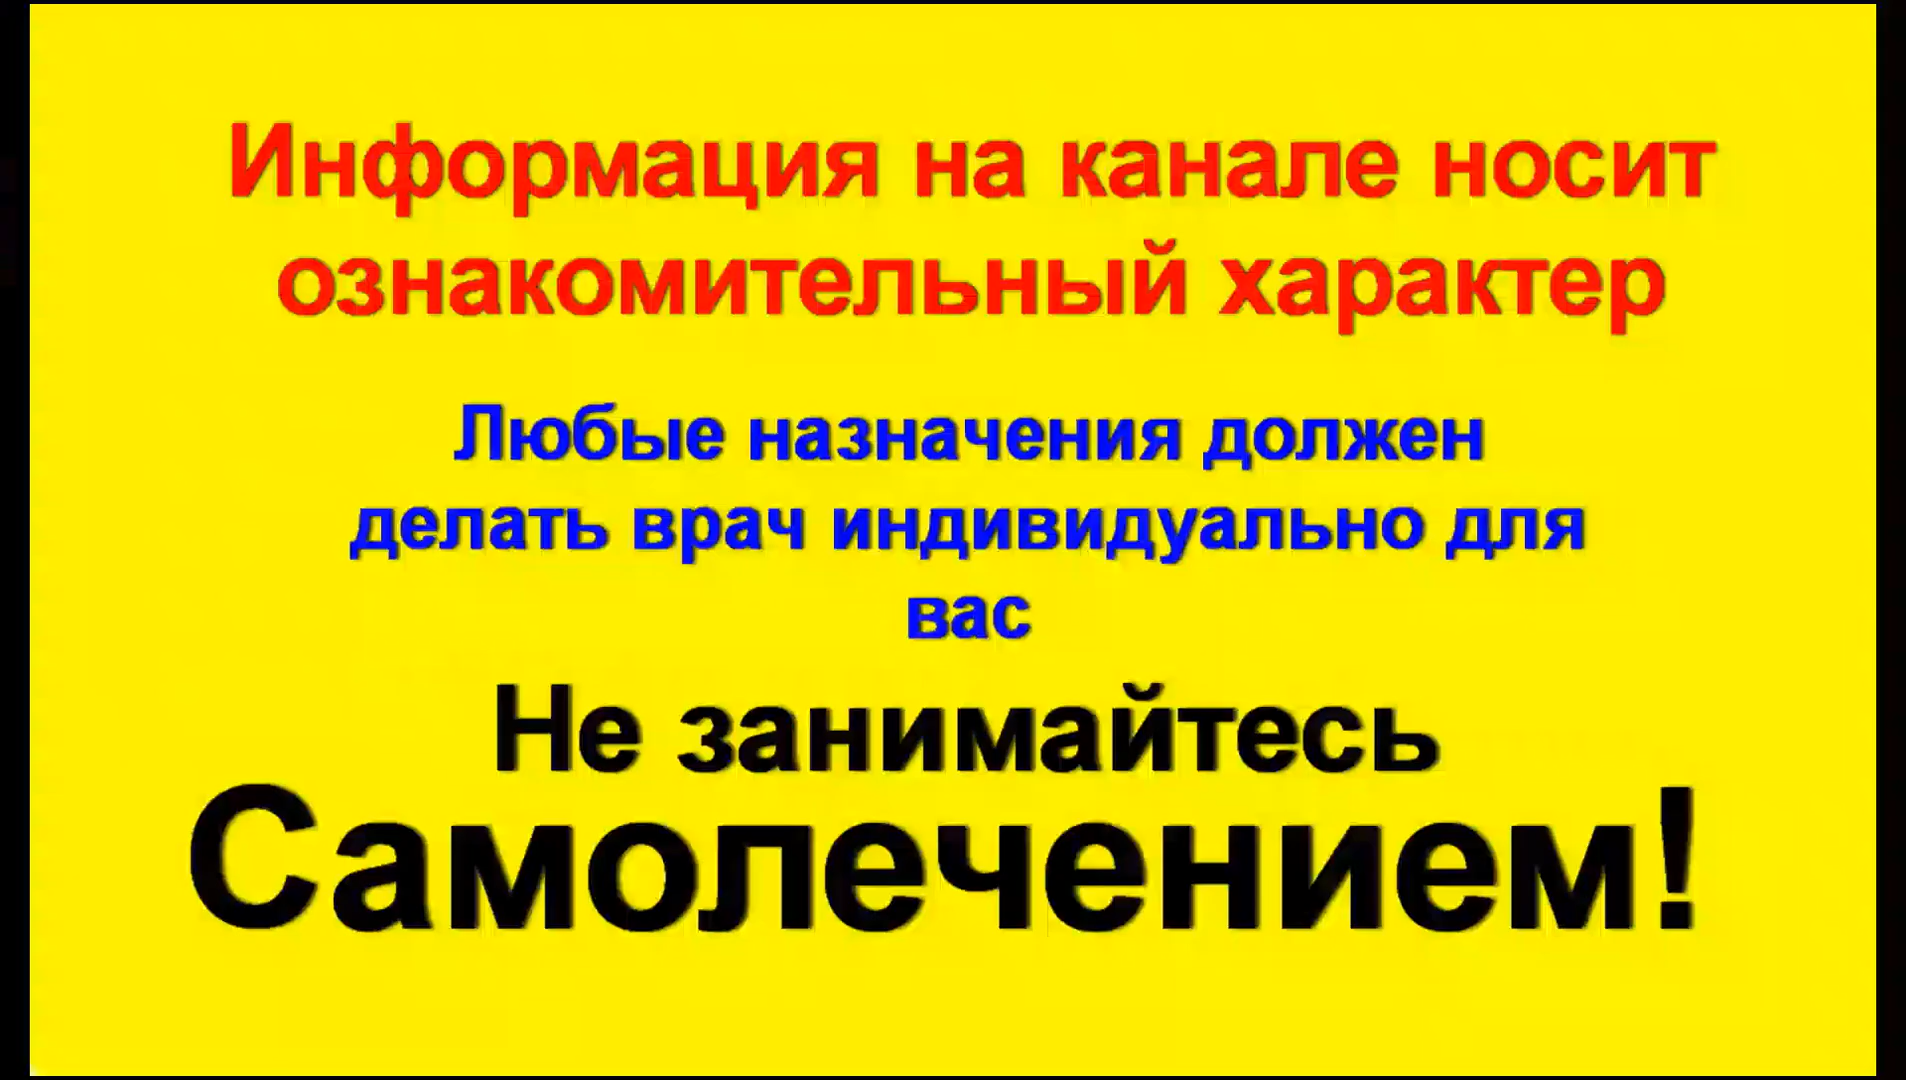 Информация на канале носит
ознакомительный характер
Любые назначения должен
делать врач индивидуально для
вас
Не занимайтесь
Самолечением!